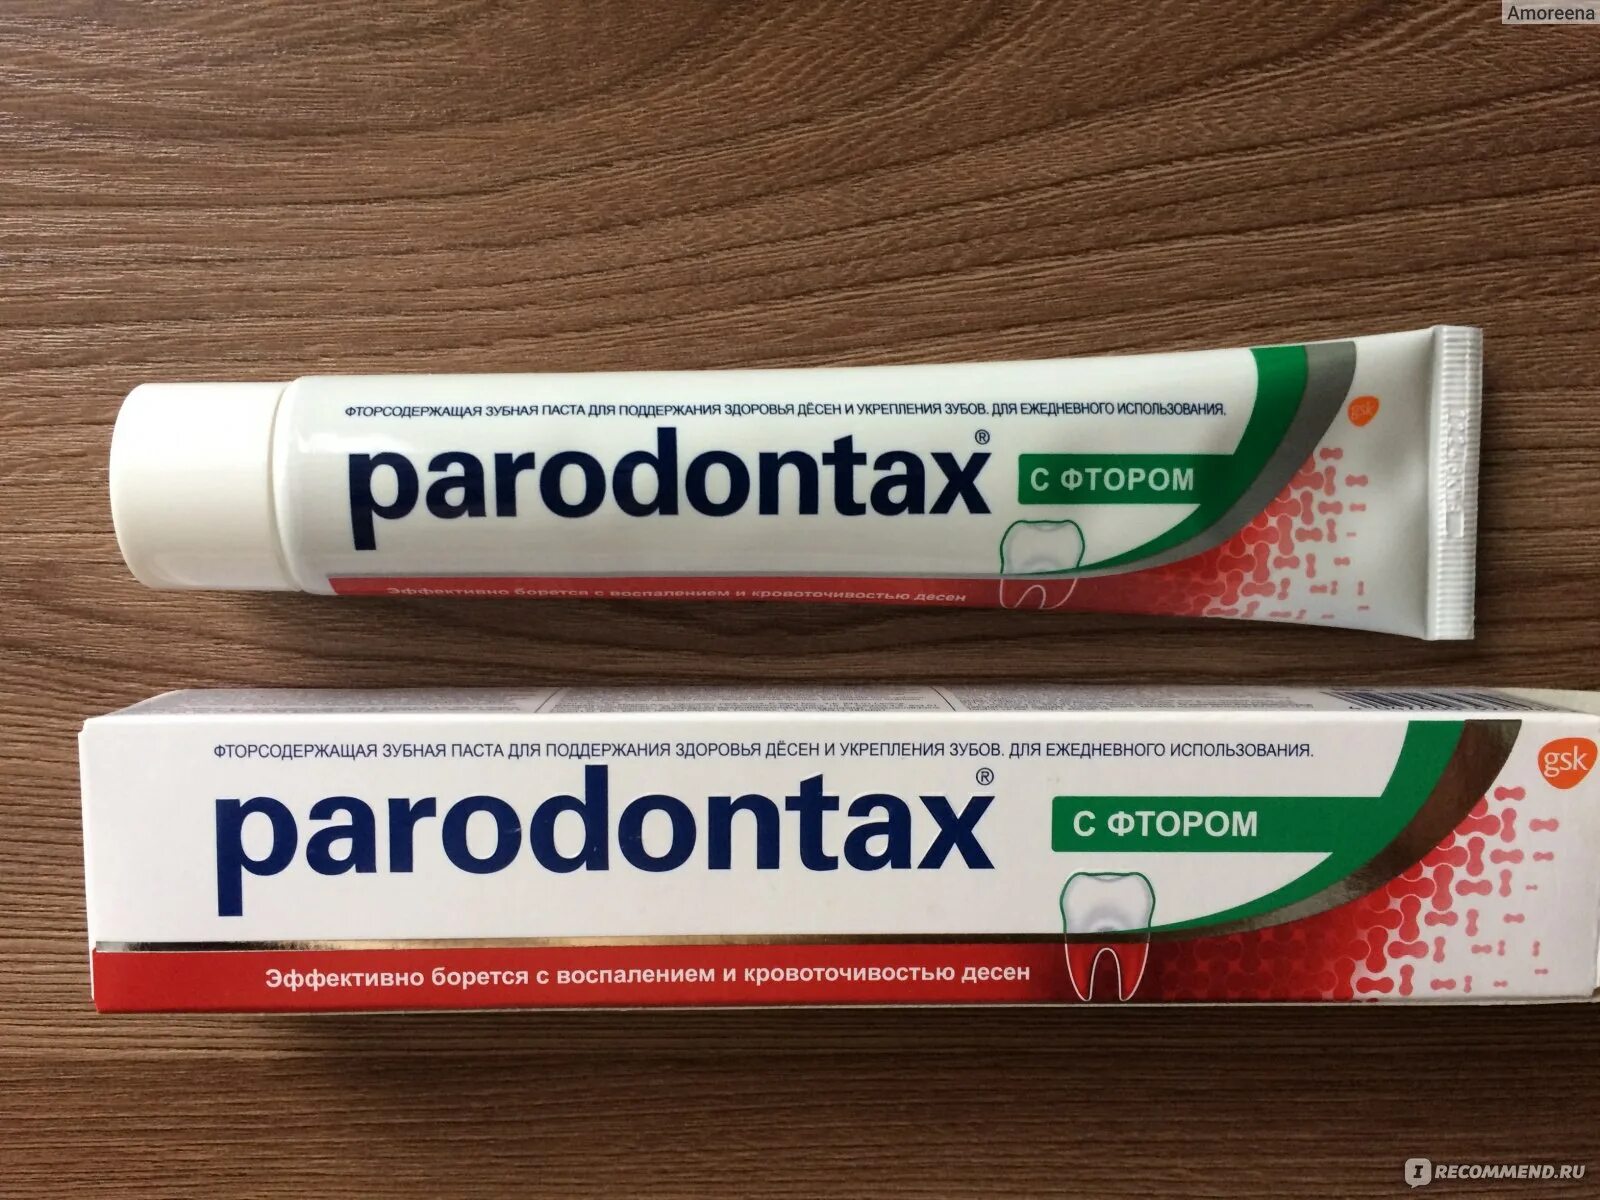 Amoreena
ФТОРСОДЕРЖАЩАЯ ЗУБНАЯ ПАСТА ДЛЯ ПОДДЕРЖАНИЯ ЗДОРОВЬЯ ДЁСЕН И УКРЕПЛЕНИЯ ЗУБОВ. ДЛЯ ЕЖЕДНЕВНОГО ИСПОЛЬЗОВАНИЯ.
gsk
parodontax® С ФТОРОМ
Эффективно борется с воспалением и кровоточивостью десен
ФТОРСОДЕРЖАЩАЯ ЗУБНАЯ ПАСТА ДЛЯ ПОДДЕРЖАНИЯ ЗДОРОВЬЯ ДЁСЕН И УКРЕПЛЕНИЯ ЗУБОВ. ДЛЯ ЕЖЕДНЕВНОГО ИСПОЛЬЗОВАНИЯ.
gsk
parodontax® С ФТОРОМ
Эффективно борется с воспалением и кровоточивостью десен
IRECOMMEND.RU